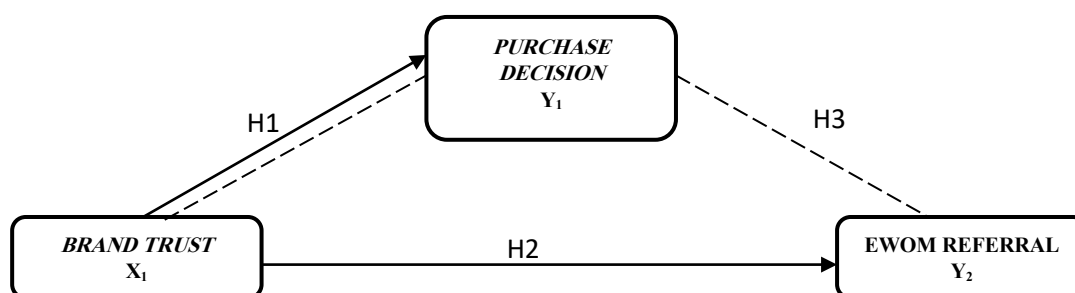 PURCHASE
DECISION
Y₁
H1
H3
BRAND TRUST
X₁
H2
EWOM REFERRAL
Y₂